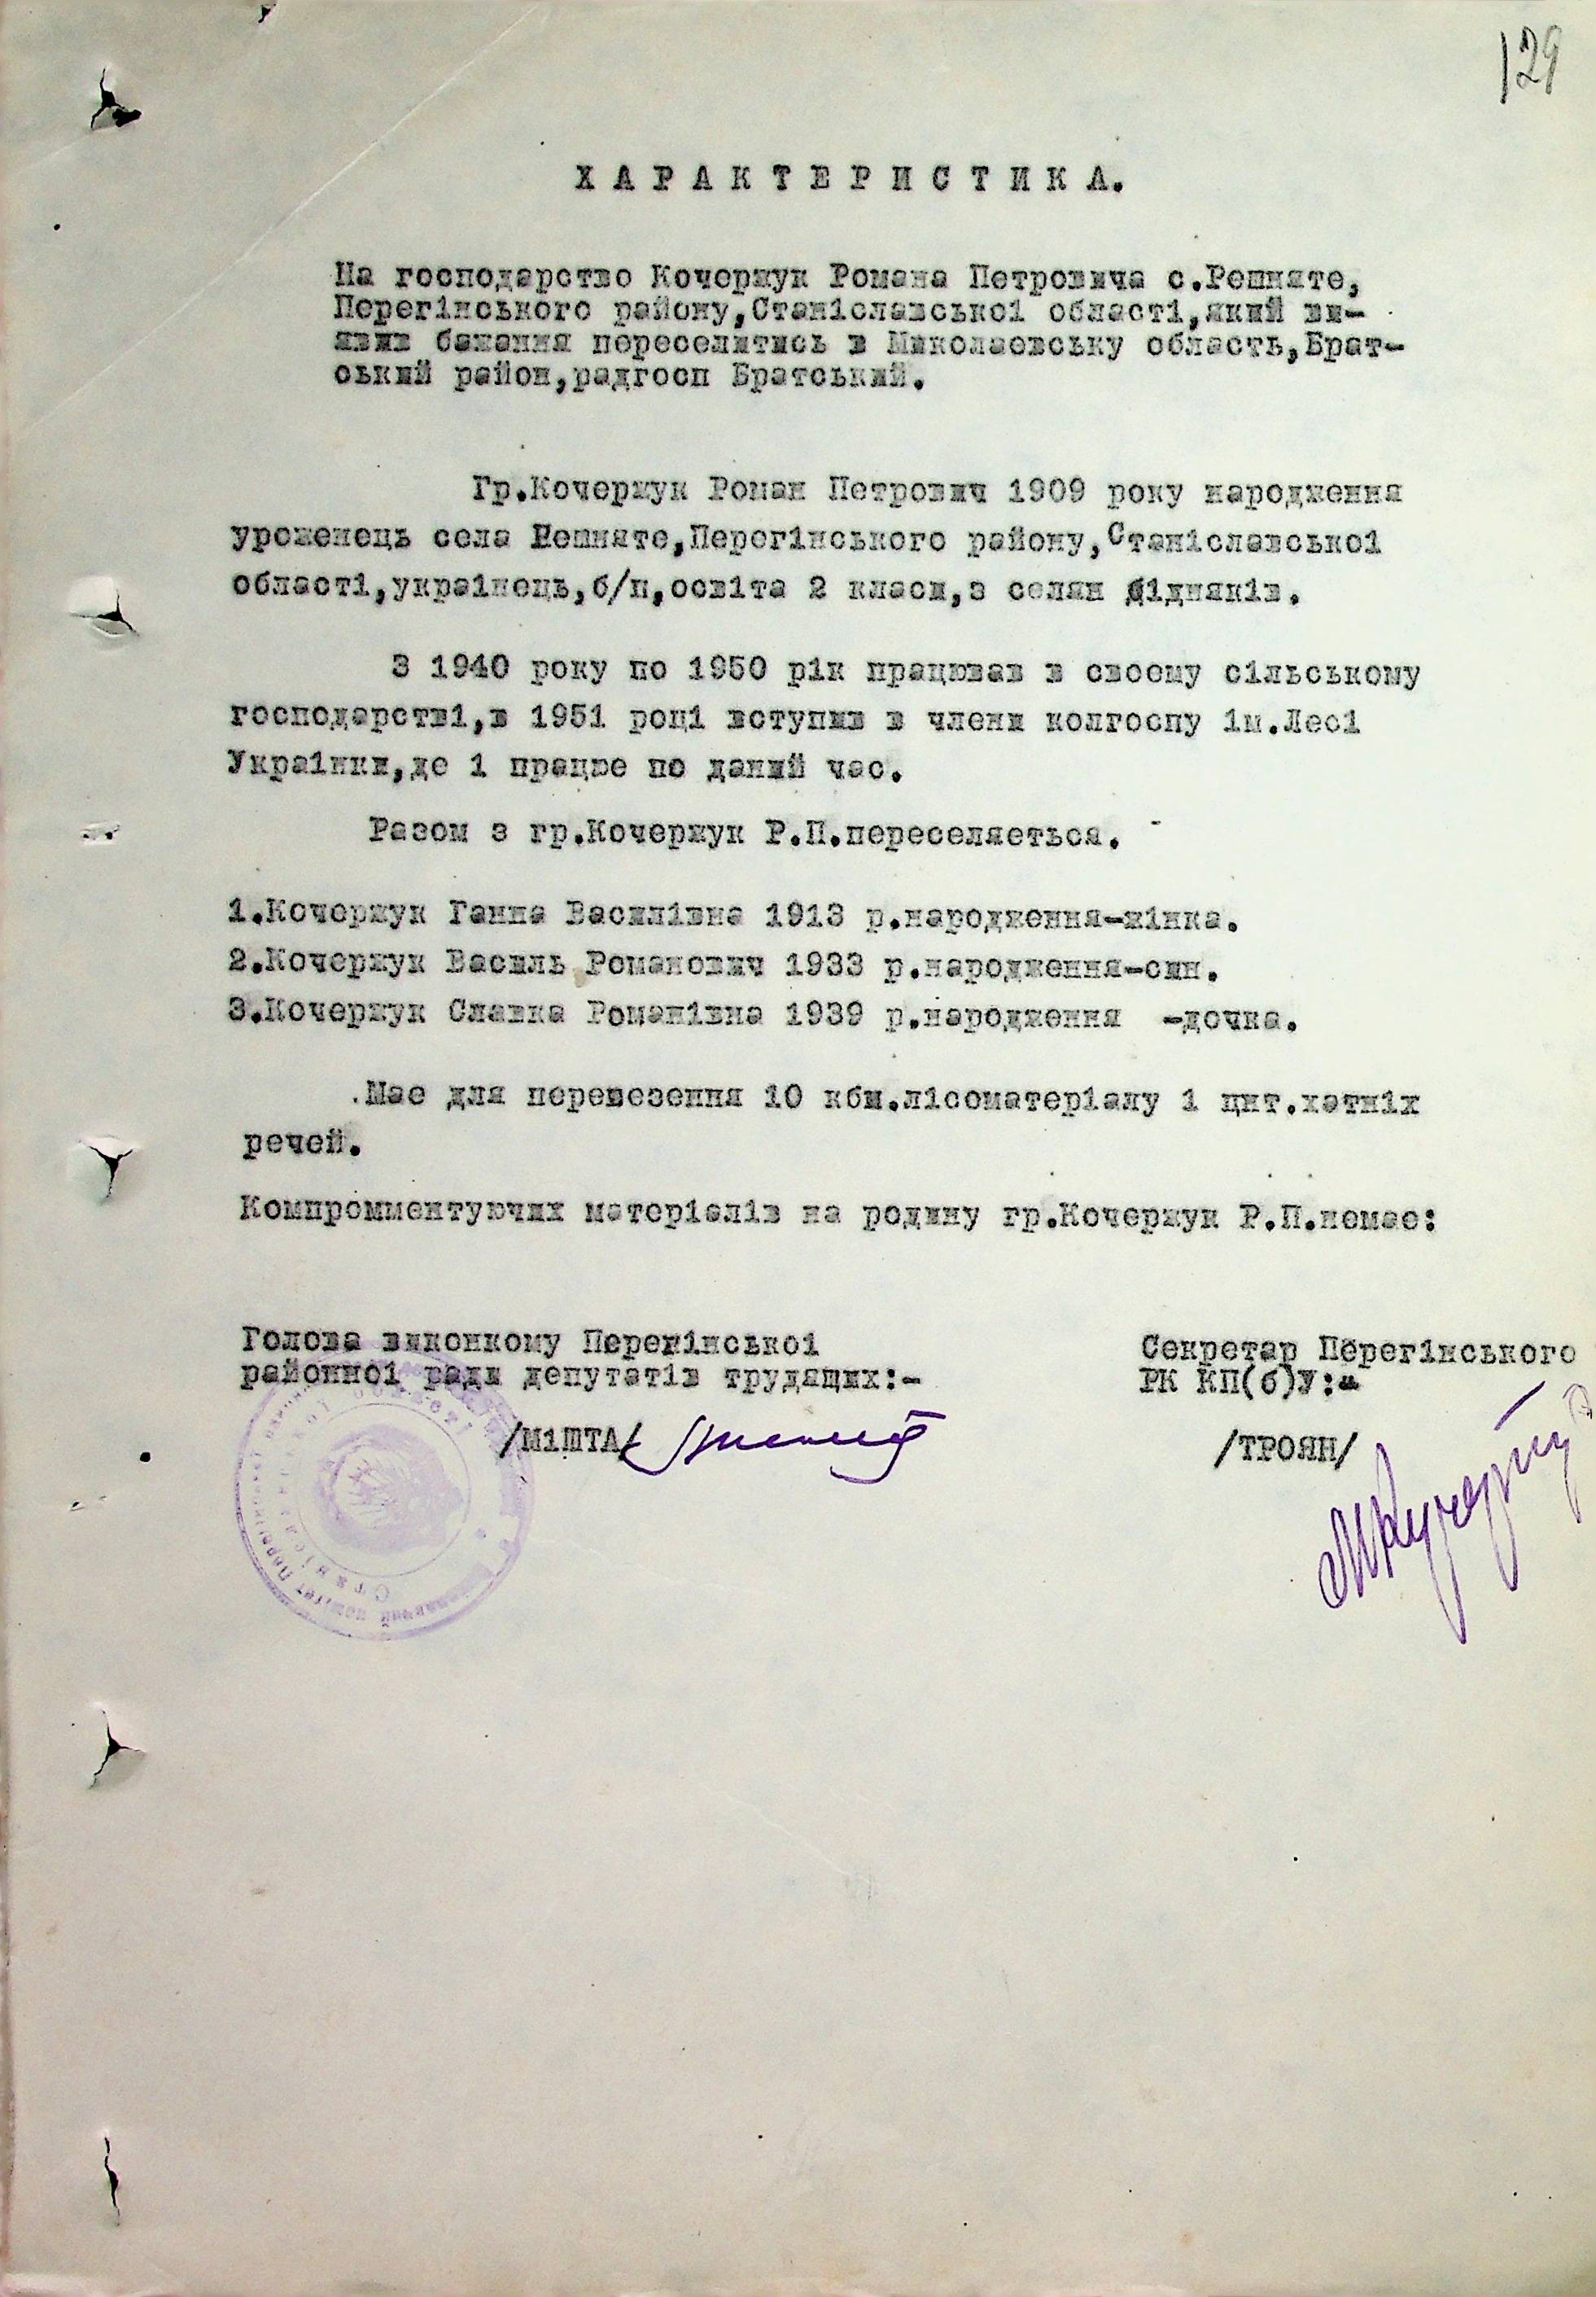 129
Х А Р А К Т Е Р И С Т И К А.
На господарство Кочержук Романа Петровича с.Решняте,
Перегінського району,Станіславської області,який ви-
явив бажання переселитись в Миколаєвську область,Брат-
ський район,радгосп Братський.
Гр.Кочержук Роман Петрович 1909 року народження
уроженець села Решняте,Перегінського району,Станіславської
області,українець,б/п,освіта 2 класи,з селян бідняків.
З 1940 року по 1950 рік працював в своєму сільському
господарстві,в 1951 році вступив в члени колгоспу ім.Лесі
Українки,де і працює по даний час.
Разом з гр.Кочержук Р.П.переселяється.
1.Кочержук Ганна Василівна 1913 р.народження-жінка.
2.Кочержук Василь Романович 1933 р.народження-син.
3.Кочержук Славка Романівна 1939 р.народження -дочка.
.Має для перевезення 10 кбм.лісоматеріалу 1 цнт.хатніх
речей.
Компромментуючих матеріалів на родину гр.Кочержук Р.П.немає:
Голова виконкому Перегінської
районної ради депутатів трудящих:-
/МіШТА/
Секретар Перегінського
РК КП(б)У:-
/ТРОЯН/